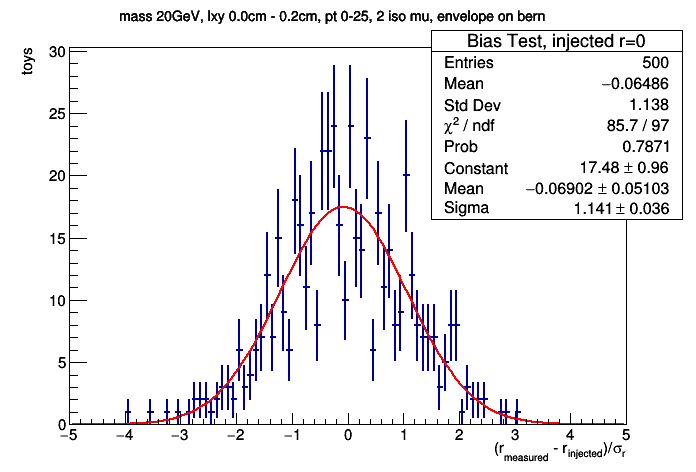 mass 20GeV, lxy 0.0cm - 0.2cm, pt 0-25, 2 iso mu, envelope on bern
Bias Test, injected r=0
Entries 500
Mean −0.06486
Std Dev 1.138
χ² / ndf 85.7 / 97
Prob 0.7871
Constant 17.48 ± 0.96
Mean −0.06902 ± 0.05103
Sigma 1.141 ± 0.036
toys
30
25
20
15
10
5
0
−5 −4 −3 −2 −1 0 1 2 3 4 5
(r_measured - r_injected)/σ_r